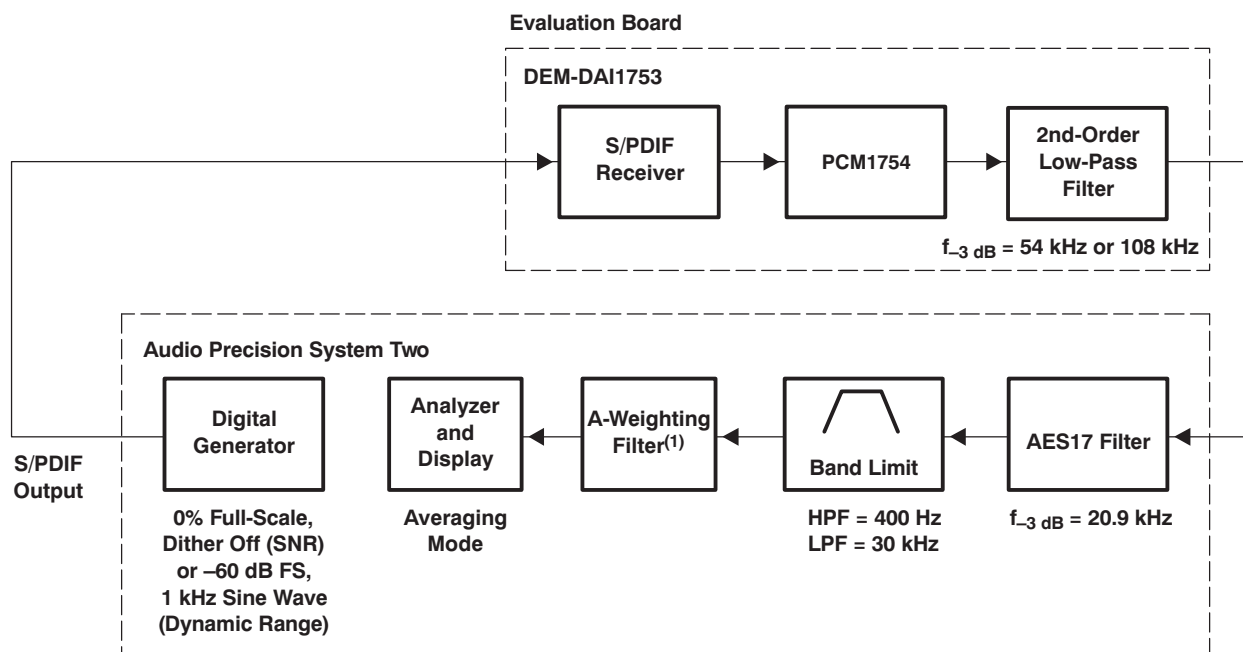 Evaluation Board
DEM-DAI1753
S/PDIF
Receiver
PCM1754
2nd-Order
Low-Pass
Filter
f–3 dB = 54 kHz or 108 kHz
Audio Precision System Two
Digital
Generator
Analyzer
and
Display
A-Weighting
Filter(1)
Band Limit
AES17 Filter
S/PDIF
Output
0% Full-Scale,
Dither Off (SNR)
or –60 dB FS,
1 kHz Sine Wave
(Dynamic Range)
Averaging
Mode
HPF = 400 Hz
LPF = 30 kHz
f–3 dB = 20.9 kHz